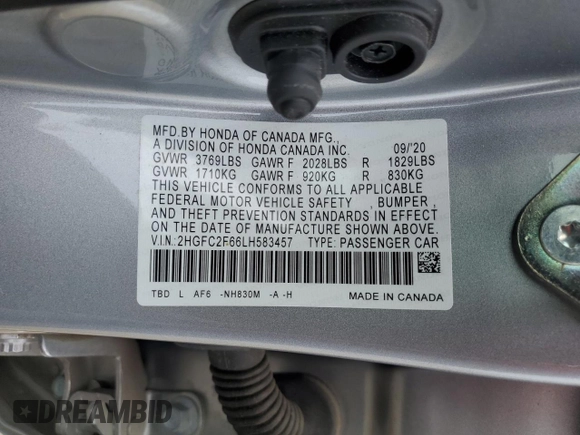 MFD.BY HONDA OF CANADA MFG.,
A DIVISION OF HONDA CANADA INC. 09/'20
GVWR 3769LBS GAWR F 2028LBS R 1829LBS
GVWR 1710KG GAWR F 920KG R 830KG
THIS VEHICLE CONFORMS TO ALL APPLICABLE
FEDERAL MOTOR VEHICLE SAFETY , BUMPER ,
AND THEFT PREVENTION STANDARDS IN EFFECT
ON THE DATE OF MANUFACTURE SHOWN ABOVE.
V.I.N.:2HGFC2F66LH583457 TYPE: PASSENGER CAR
TBD L AF6 -NH830M -A -H MADE IN CANADA
DREAMBID